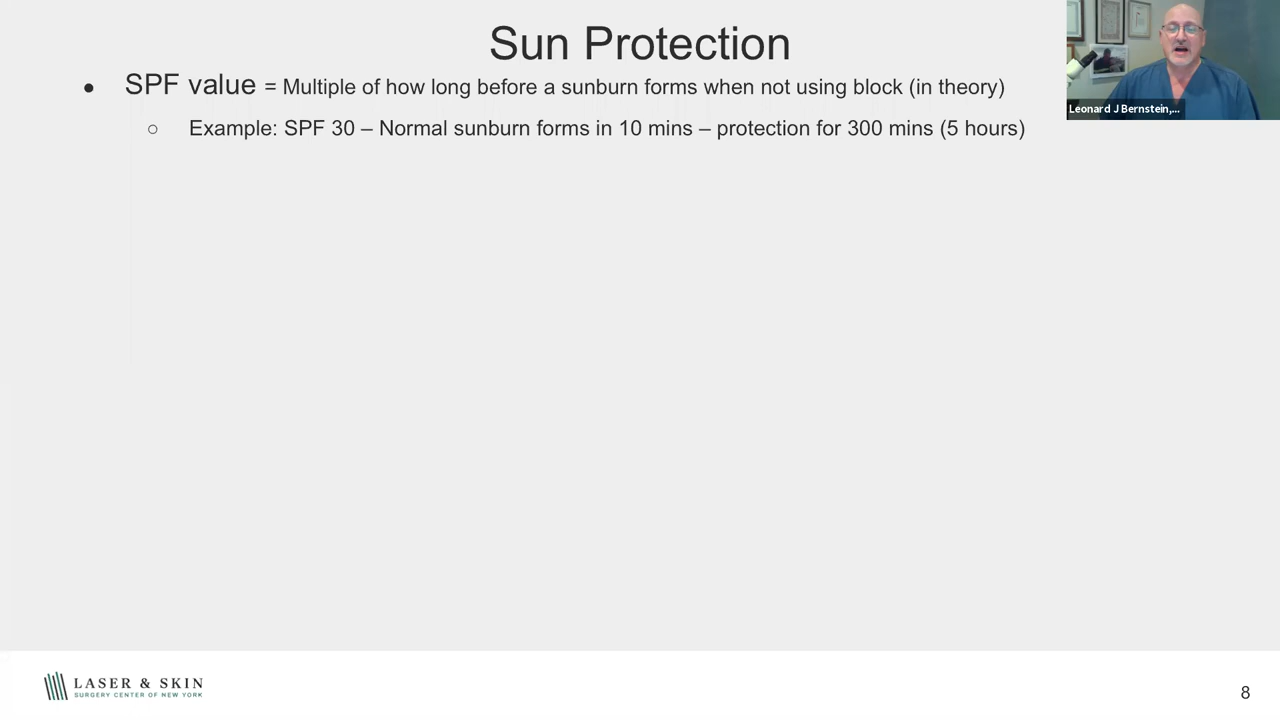 Sun Protection
● SPF value = Multiple of how long before a sunburn forms when not using block (in theory)
○ Example: SPF 30 – Normal sunburn forms in 10 mins – protection for 300 mins (5 hours)
Leonard J Bernstein,...
LASER & SKIN
SURGERY CENTER OF NEW YORK
8